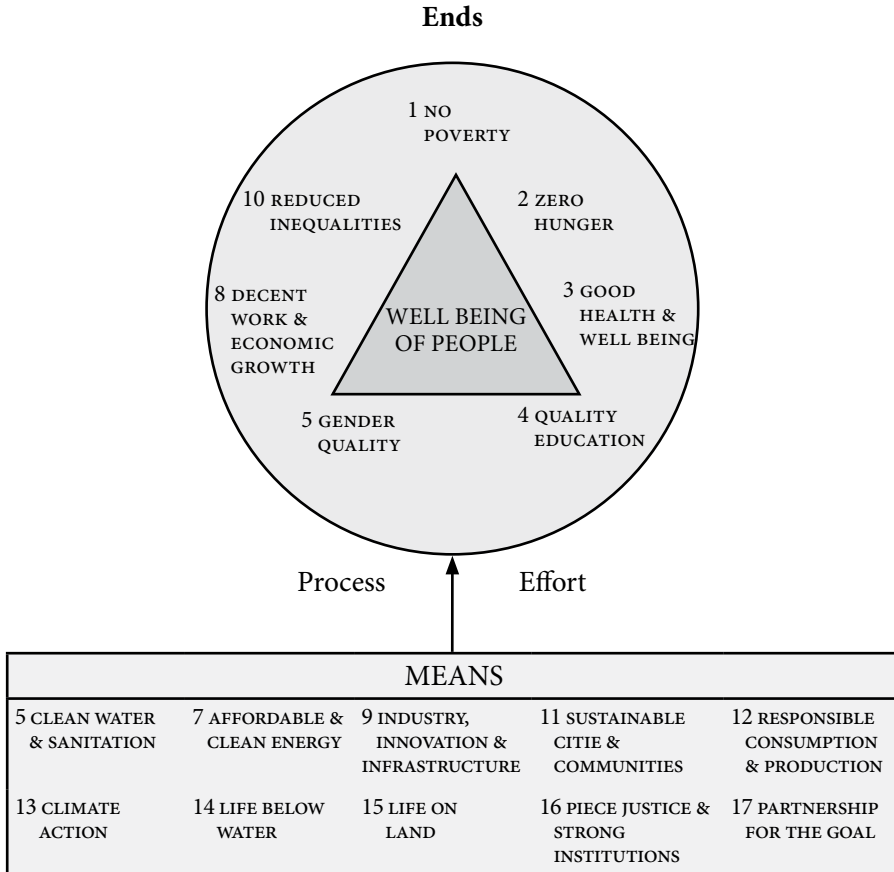 Ends
1 NO
POVERTY
10 REDUCED
INEQUALITIES
2 ZERO
HUNGER
8 DECENT
WORK &
ECONOMIC
GROWTH
3 GOOD
HEALTH &
WELL BEING
WELL BEING
OF PEOPLE
5 GENDER
QUALITY
4 QUALITY
EDUCATION
Process
Effort
MEANS
5 CLEAN WATER
& SANITATION
7 AFFORDABLE &
CLEAN ENERGY
9 INDUSTRY,
INNOVATION &
INFRASTRUCTURE
11 SUSTAINABLE
CITIE &
COMMUNITIES
12 RESPONSIBLE
CONSUMPTION
& PRODUCTION
13 CLIMATE
ACTION
14 LIFE BELOW
WATER
15 LIFE ON
LAND
16 PIECE JUSTICE &
STRONG
INSTITUTIONS
17 PARTNERSHIP
FOR THE GOAL